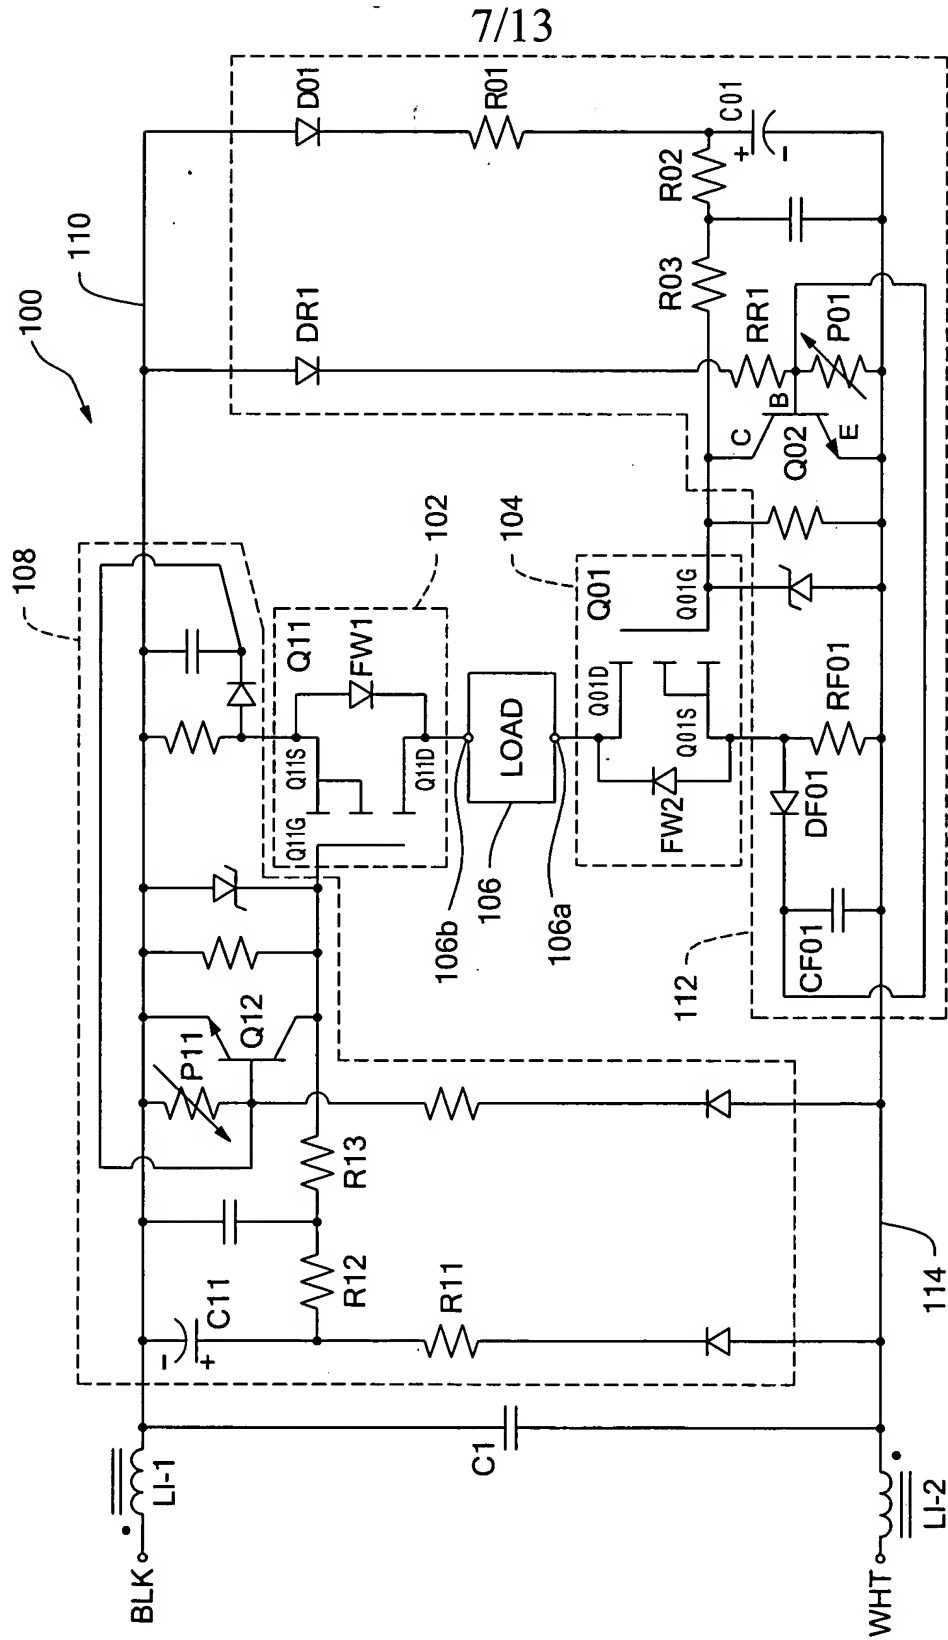 7/13
100
110
108
102
104
112
114
106
106a
106b
LOAD
BLK
WHT
LI-1
LI-2
C1
C11
- +
R11
R12
R13
P11
Q12
Q11
Q11G
Q11S
Q11D
FW1
Q01
Q01D
Q01S
Q01G
FW2
RF01
DF01
CF01
DR1
D01
R01
C01
+ -
R02
R03
RR1
P01
Q02
C
B
E